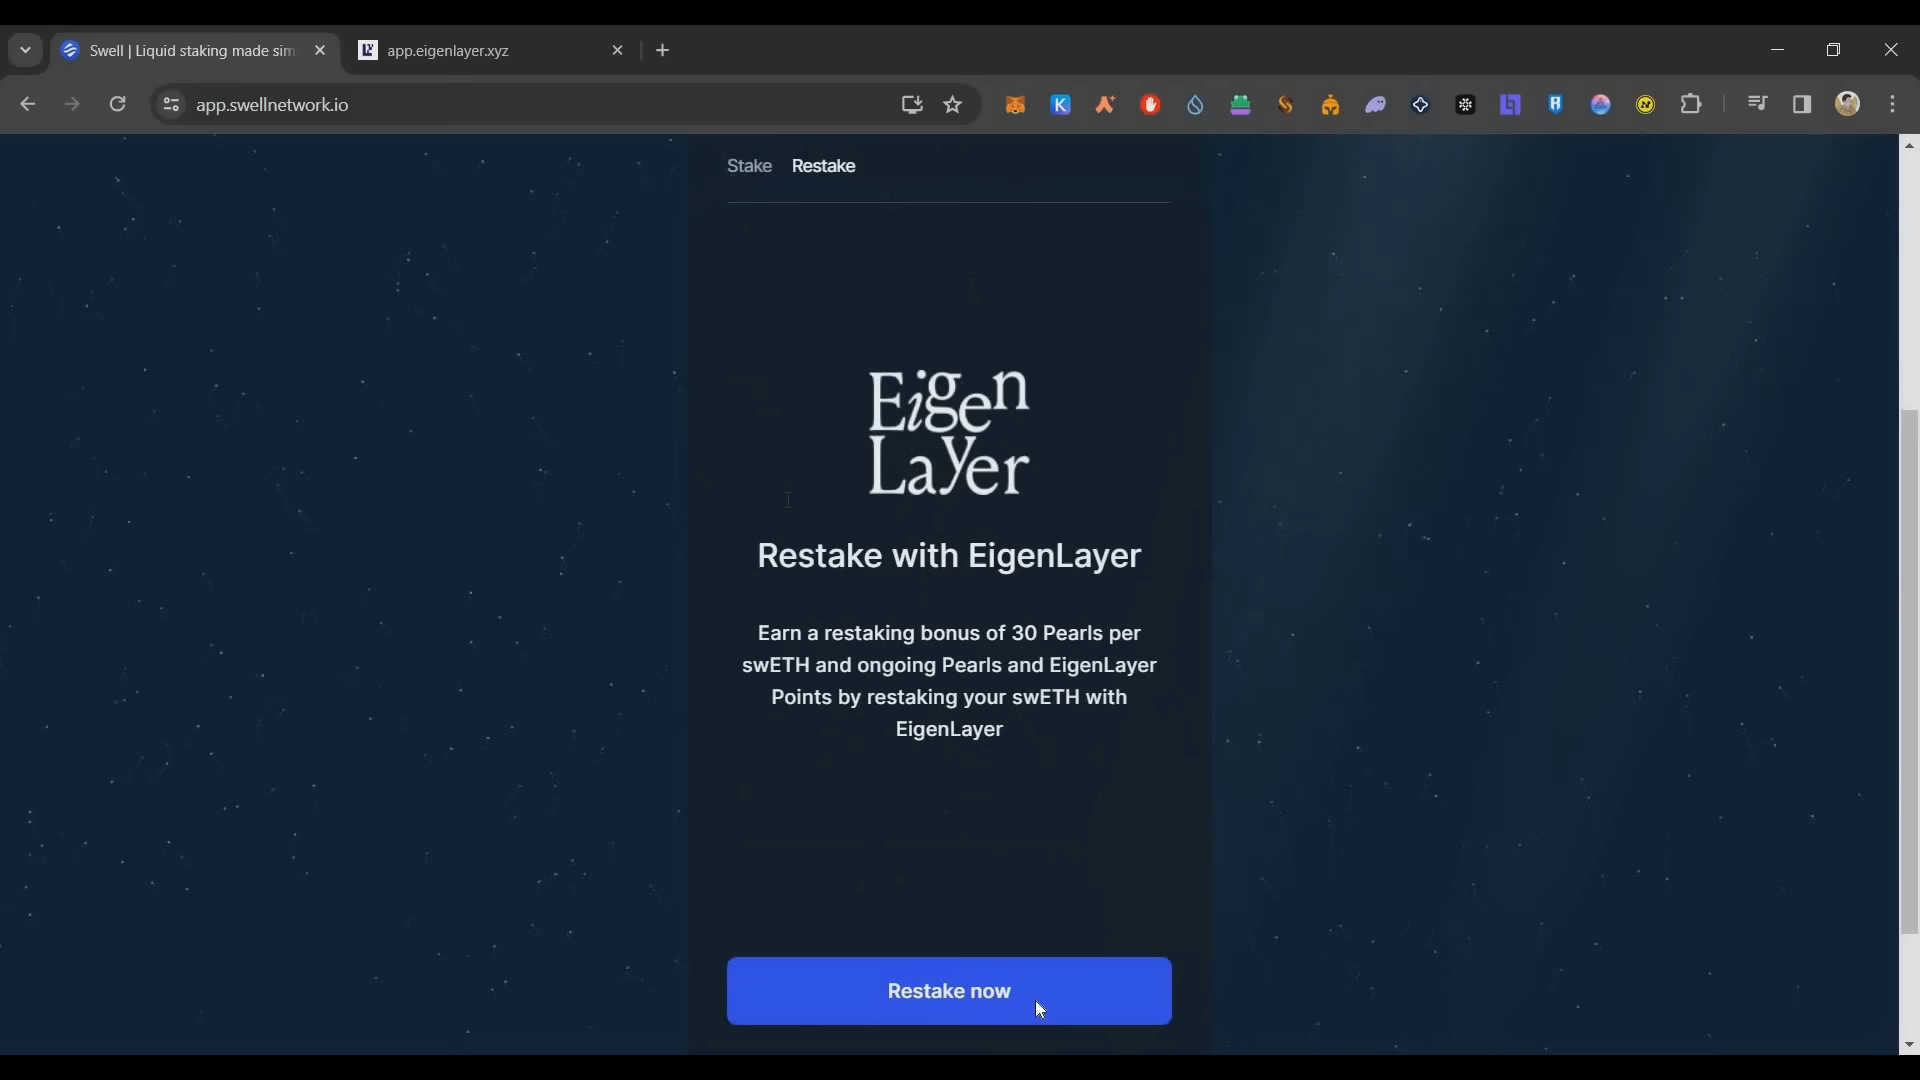 Swell | Liquid staking made sim
app.eigenlayer.xyz
app.swellnetwork.io
Stake Restake
Eigen
Layer
Restake with EigenLayer
Earn a restaking bonus of 30 Pearls per
swETH and ongoing Pearls and EigenLayer
Points by restaking your swETH with
EigenLayer
Restake now